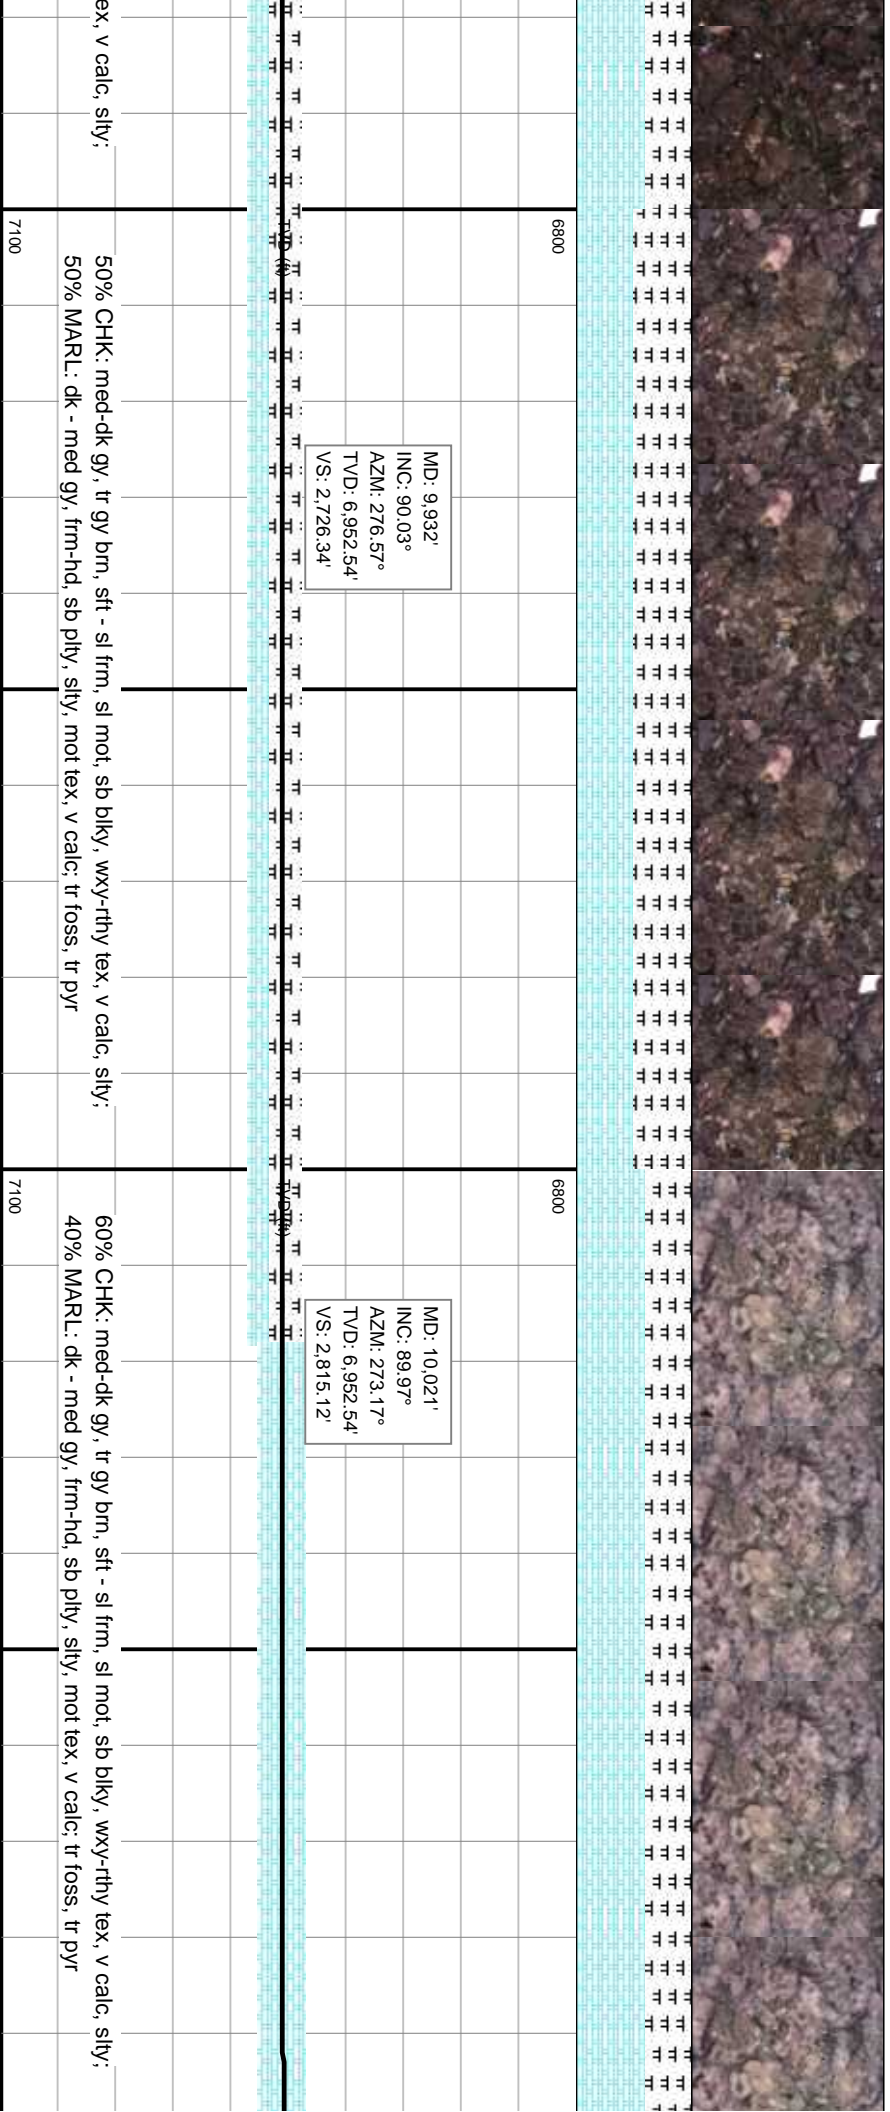 ex, v calc, slty;
6800
TVD (ft)
7100
MD: 9,932'
INC: 90.03°
AZM: 276.57°
TVD: 6,952.54'
VS: 2,726.34'
50% CHK: med-dk gy, tr gy brn, sft - sl frm, sl mot, sb blky, wxy-rthy tex, v calc, slty;
50% MARL: dk - med gy, frm-hd, sb plty, slty, mot tex, v calc; tr foss, tr pyr
6800
TVD (ft)
7100
MD: 10,021'
INC: 89.97°
AZM: 273.17°
TVD: 6,952.54'
VS: 2,815.12'
60% CHK: med-dk gy, tr gy brn, sft - sl frm, sl mot, sb blky, wxy-rthy tex, v calc, slty;
40% MARL: dk - med gy, frm-hd, sb plty, slty, mot tex, v calc; tr foss, tr pyr